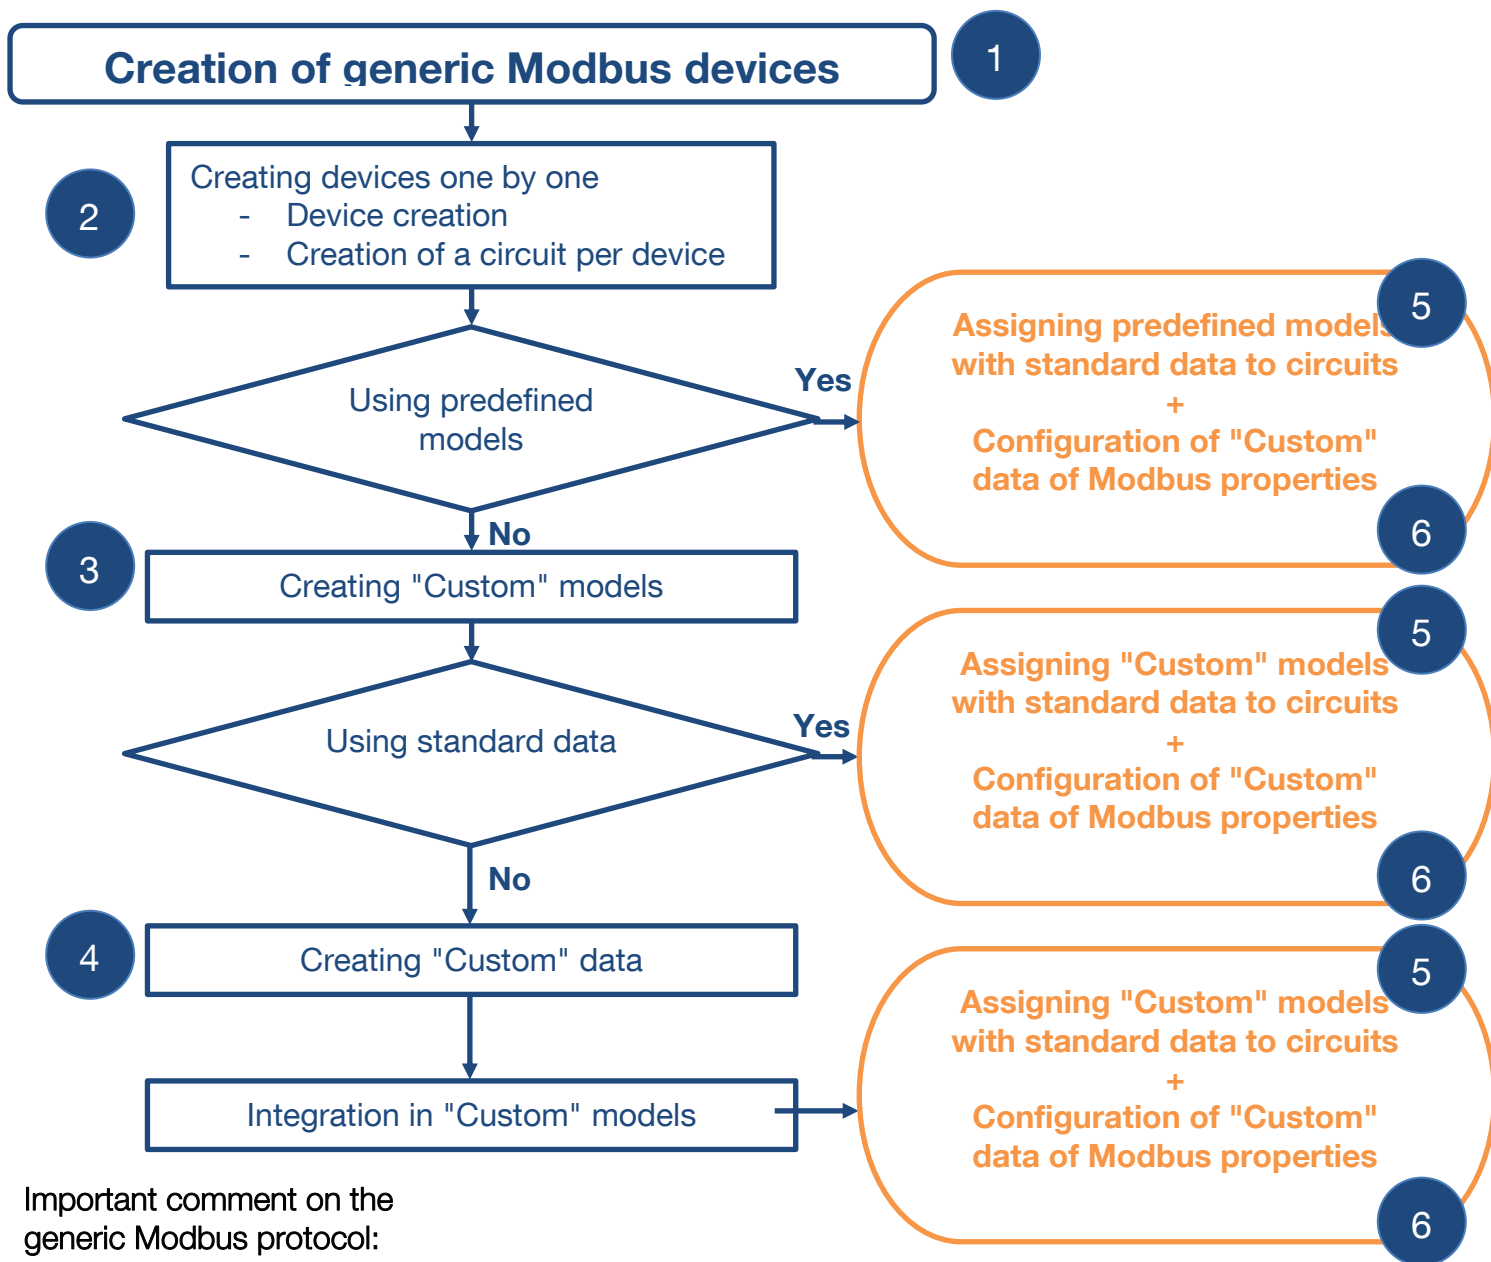 Creation of generic Modbus devices
1
2
Creating devices one by one
- Device creation
- Creation of a circuit per device
Using predefined
models
Yes
5
Assigning predefined models
with standard data to circuits
+
Configuration of "Custom"
data of Modbus properties
6
No
3
Creating "Custom" models
Using standard data
Yes
5
Assigning "Custom" models
with standard data to circuits
+
Configuration of "Custom"
data of Modbus properties
6
No
4
Creating "Custom" data
Integration in "Custom" models
5
Assigning "Custom" models
with standard data to circuits
+
Configuration of "Custom"
data of Modbus properties
6
Important comment on the
generic Modbus protocol: